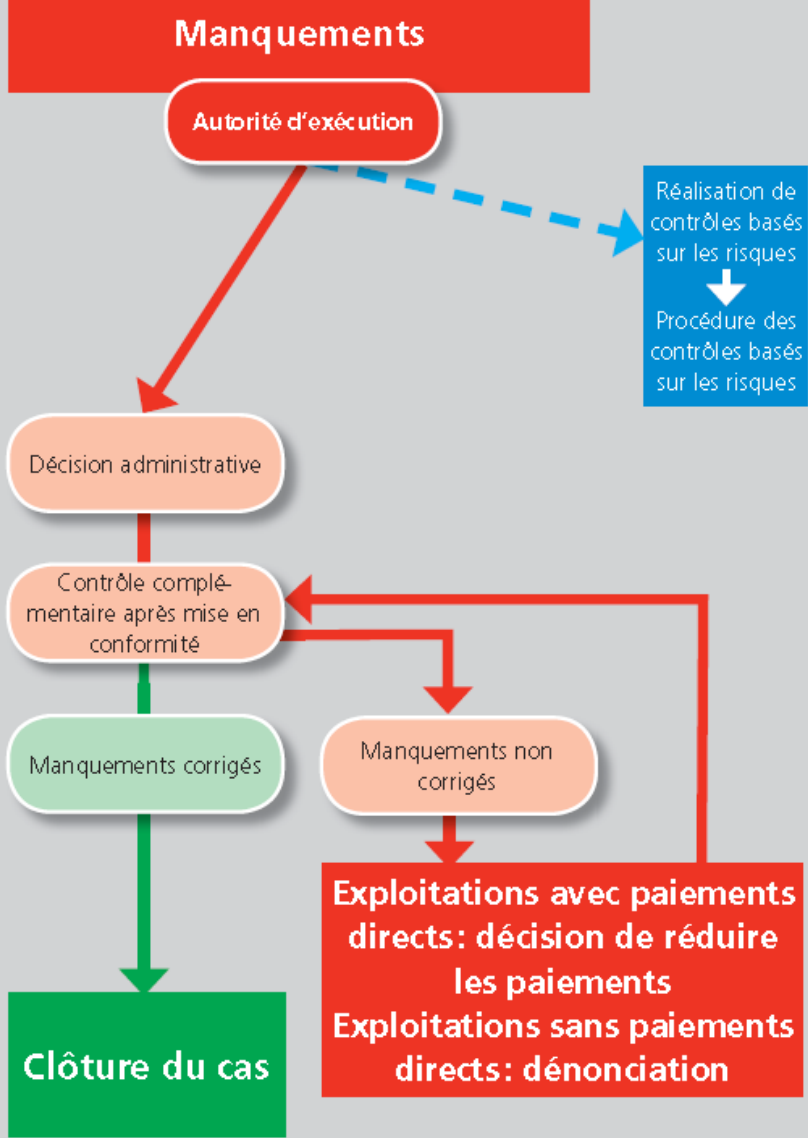 Manquements
Autorité d'exécution
Réalisation de
contrôles basés
sur les risques
Procédure des
contrôles basés
sur les risques
Décision administrative
Contrôle complé-
mentaire après mise en
conformité
Manquements corrigés
Manquements non
corrigés
Exploitations avec paiements
directs: décision de réduire
les paiements
Exploitations sans paiements
directs: dénonciation
Clôture du cas